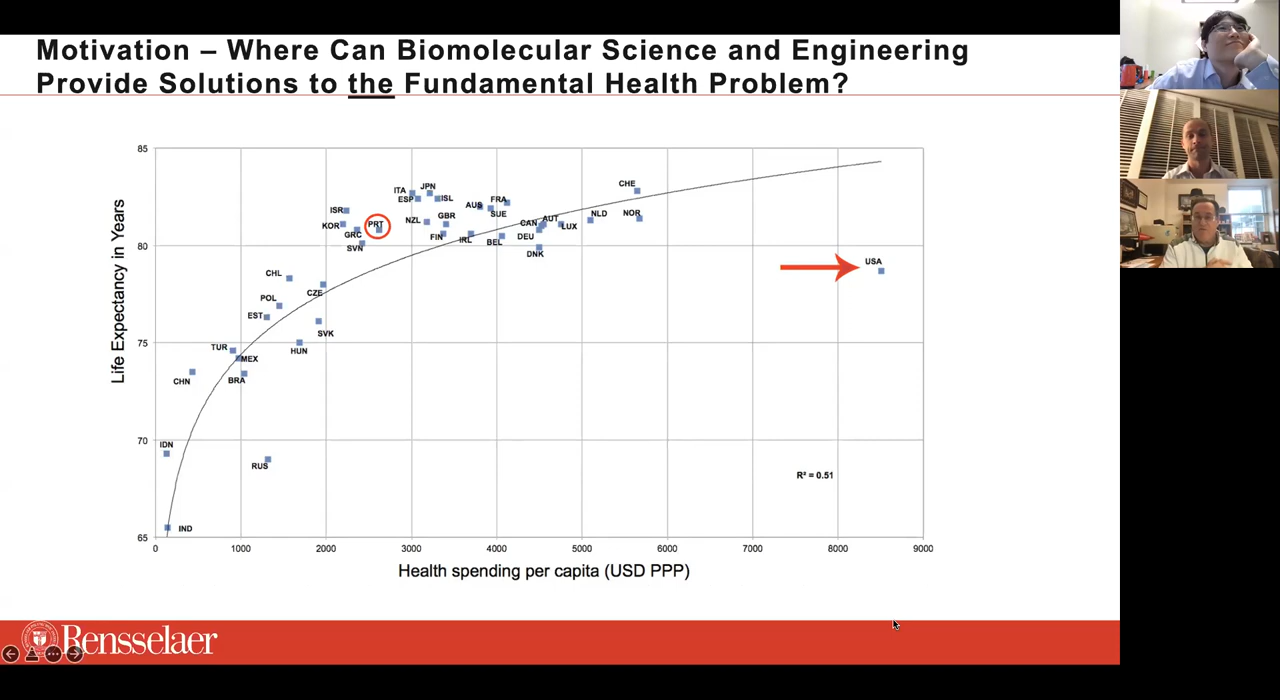 Motivation – Where Can Biomolecular Science and Engineering
Provide Solutions to the Fundamental Health Problem?
85
80
75
70
65
Life Expectancy in Years
CHE
JPN
ITA
ESP
ISL
FRA
AUS
SUE
ISR
NLD
NOR
GBR
AUT
NZL
CAN
LUX
KOR
PRT
GRC
FIN
IRL
DEU
BEL
SVN
DNK
USA
CHL
CZE
POL
EST
SVK
TUR
HUN
MEX
CHN
BRA
IDN
RUS
R² = 0.51
IND
0 1000 2000 3000 4000 5000 6000 7000 8000 9000
Health spending per capita (USD PPP)
Rensselaer